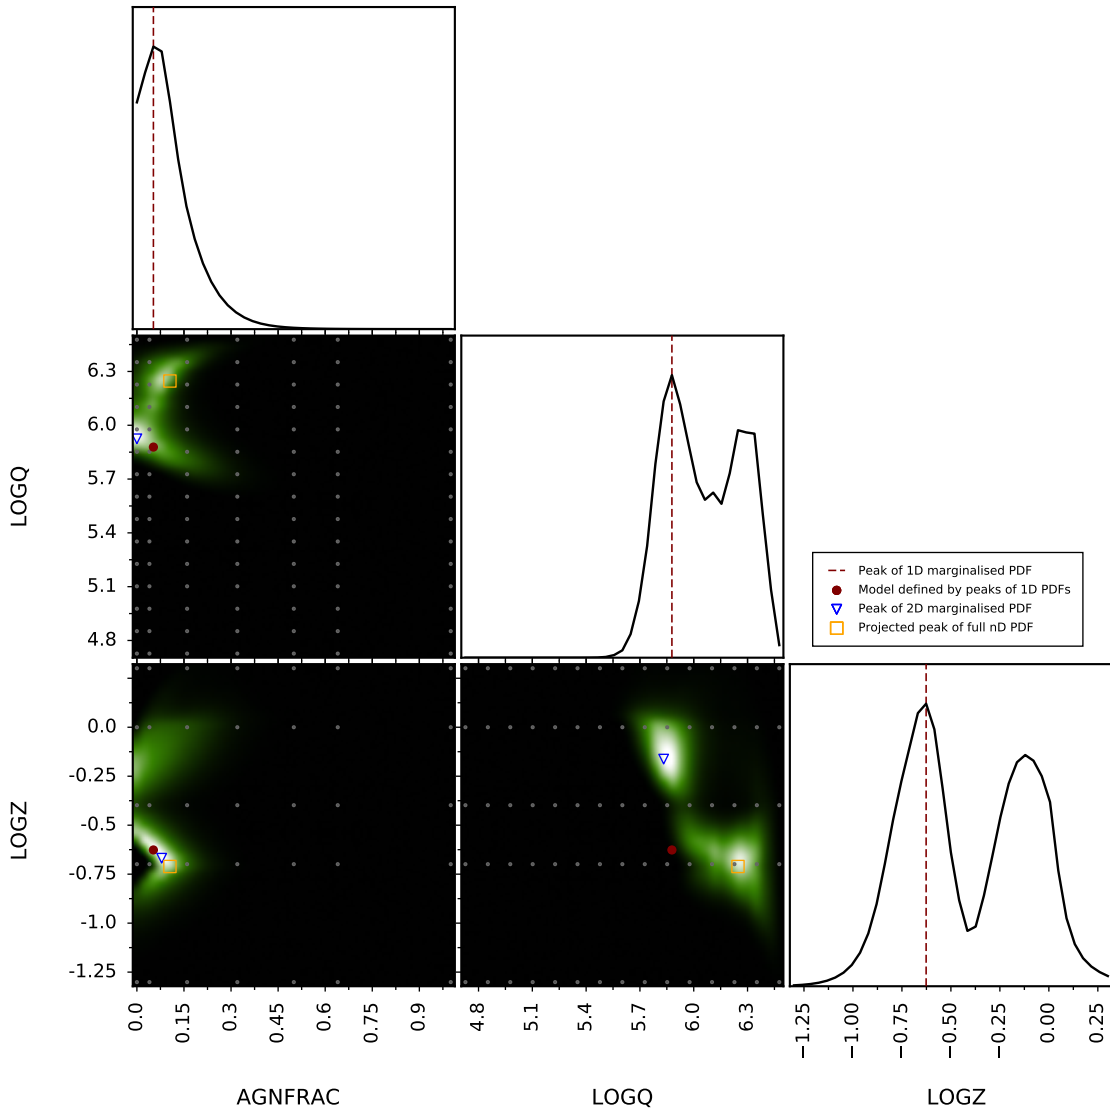 6.3
6.0
5.7
5.4
5.1
4.8
LOGQ
Peak of 1D marginalised PDF
Model defined by peaks of 1D PDFs
Peak of 2D marginalised PDF
Projected peak of full nD PDF
0.0
-0.25
-0.5
-0.75
-1.0
-1.25
LOGZ
0.0 0.15 0.3 0.45 0.6 0.75 0.9
4.8 5.1 5.4 5.7 6.0 6.3
−1.25 −1.00 −0.75 −0.50 −0.25 0.00 0.25
AGNFRAC LOGQ LOGZ